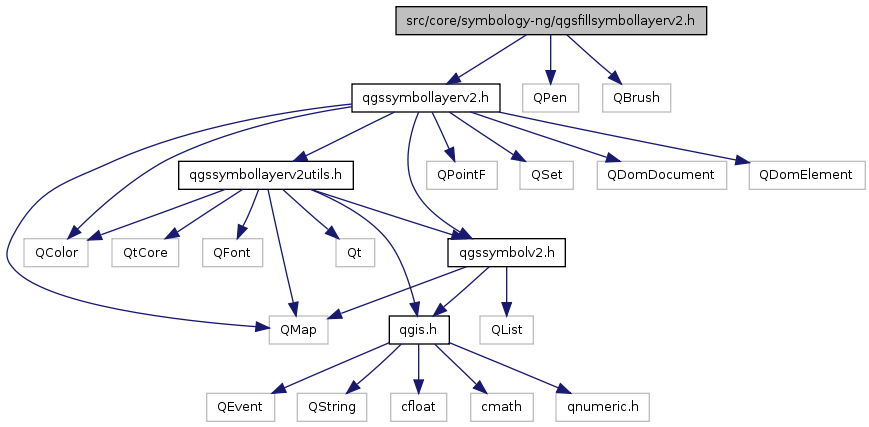 src/core/symbology-ng/qgsfillsymbollayerv2.h
qgssymbollayerv2.h
QPen
QBrush
qgssymbollayerv2utils.h
QPointF
QSet
QDomDocument
QDomElement
QColor
QtCore
QFont
Qt
qgssymbolv2.h
QMap
qgis.h
QList
QEvent
QString
cfloat
cmath
qnumeric.h